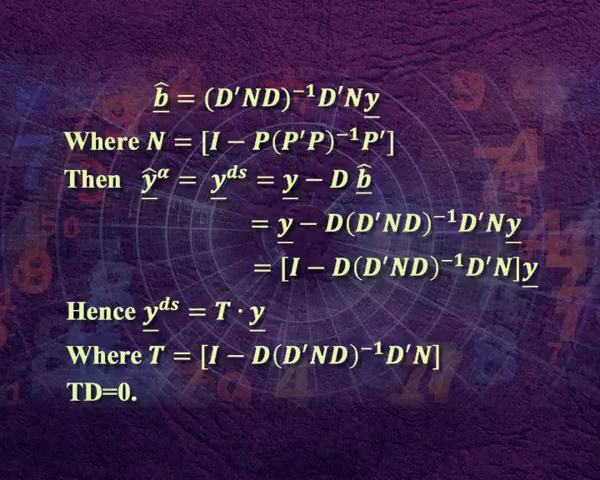 b̲̂ = (D′ND)⁻¹D′Ny̲
Where N = [I − P(P′P)⁻¹P′]
Then ŷ̲ᵅ = y̲ᵈˢ = y̲ − D b̲̂
= y̲ − D(D′ND)⁻¹D′Ny̲
= [I − D(D′ND)⁻¹D′N]y̲
Hence y̲ᵈˢ = T · y̲
Where T = [I − D(D′ND)⁻¹D′N]
TD=0.